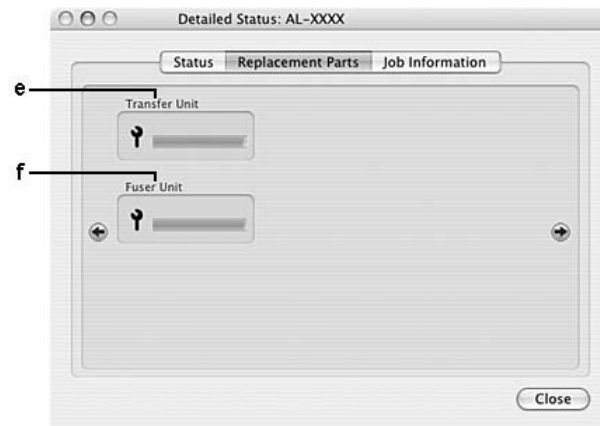 Detailed Status: AL-XXXX
Status Replacement Parts Job Information
e
Transfer Unit
f
Fuser Unit
Close